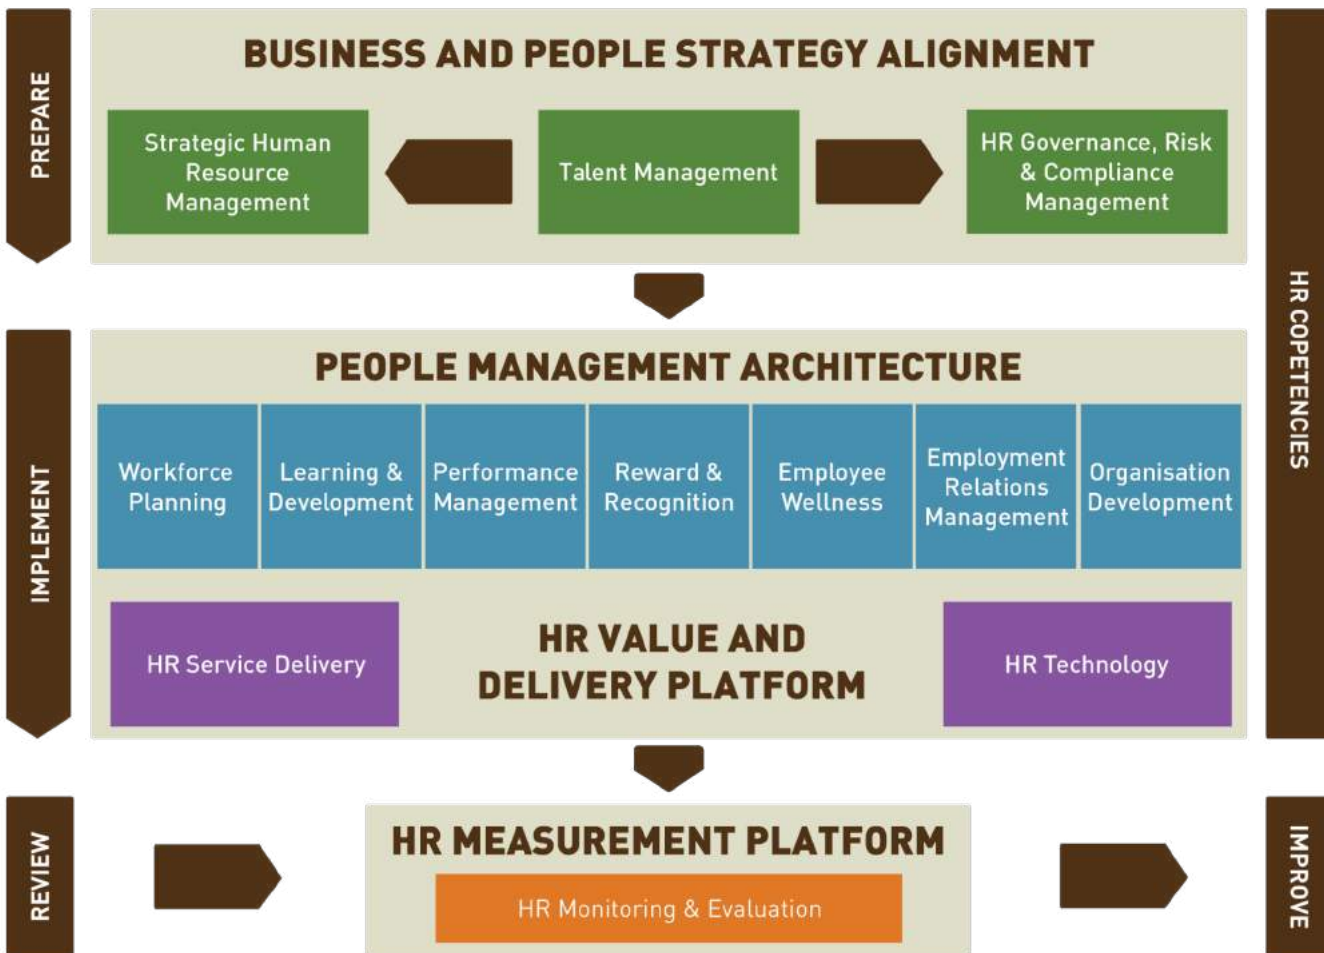 PREPARE
BUSINESS AND PEOPLE STRATEGY ALIGNMENT
Strategic Human
Resource
Management
Talent Management
HR Governance, Risk
& Compliance
Management
HR COPETENCIES
IMPLEMENT
PEOPLE MANAGEMENT ARCHITECTURE
Workforce
Planning
Learning &
Development
Performance
Management
Reward &
Recognition
Employee
Wellness
Employment
Relations
Management
Organisation
Development
HR Service Delivery
HR VALUE AND
DELIVERY PLATFORM
HR Technology
REVIEW
HR MEASUREMENT PLATFORM
HR Monitoring & Evaluation
IMPROVE